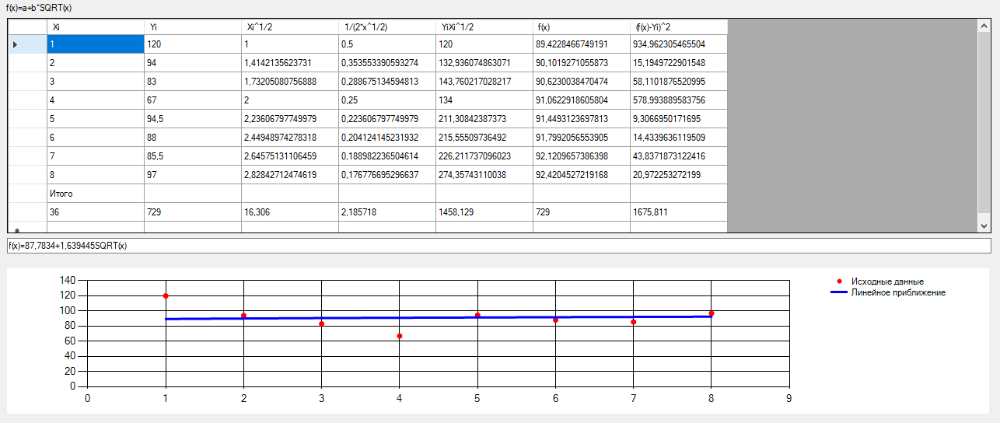 f(x)=a+b*SQRT(x)
Xi Yi Xi^1/2 1/(2*x^1/2) YiXi^1/2 f(x) (f(x)-Yi)^2
1 120 1 0,5 120 89,4228466749191 934,962305465504
2 94 1,4142135623731 0,353553390593274 132,936074863071 90,1019271055873 15,1949722901548
3 83 1,73205080756888 0,288675134594813 143,760217028217 90,6230038470474 58,1101876520995
4 67 2 0,25 134 91,0622918605804 578,993889583756
5 94,5 2,23606797749979 0,223606797749979 211,30842387373 91,4493123697813 9,3066950171695
6 88 2,44948974278318 0,204124145231932 215,55509736492 91,7992056553905 14,4339636119509
7 85,5 2,64575131106459 0,188982236504614 226,211737096023 92,1209657386398 43,8371873122416
8 97 2,82842712474619 0,176776695296637 274,35743110038 92,4204527219168 20,972253272199
Итого
36 729 16,306 2,185718 1458,129 729 1675,811
f(x)=87,7834+1,639445SQRT(x)
140
120
100
80
60
40
20
0
0 1 2 3 4 5 6 7 8 9
Исходные данные
Линейное приближение